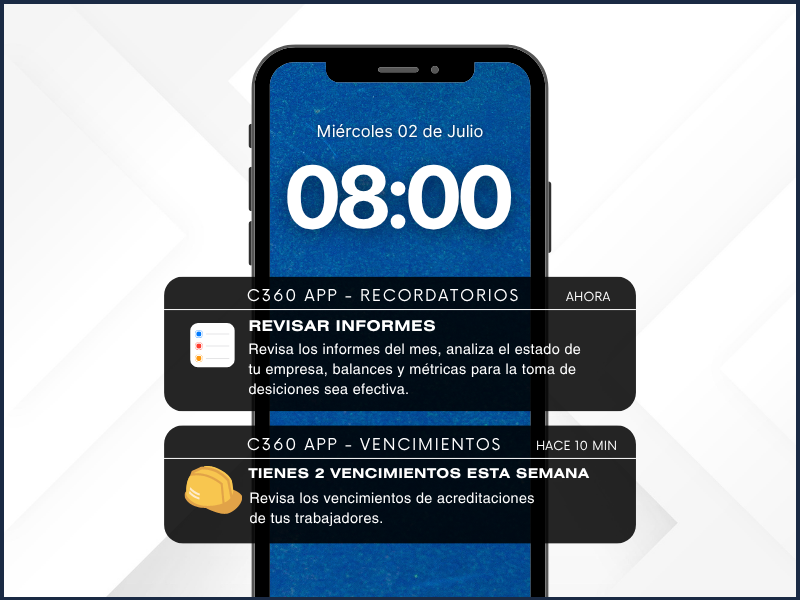 Miércoles 02 de Julio
08:00
C360 APP - RECORDATORIOS AHORA
REVISAR INFORMES
Revisa los informes del mes, analiza el estado de
tu empresa, balances y métricas para la toma de
desiciones sea efectiva.
C360 APP - VENCIMIENTOS HACE 10 MIN
TIENES 2 VENCIMIENTOS ESTA SEMANA
Revisa los vencimientos de acreditaciones
de tus trabajadores.